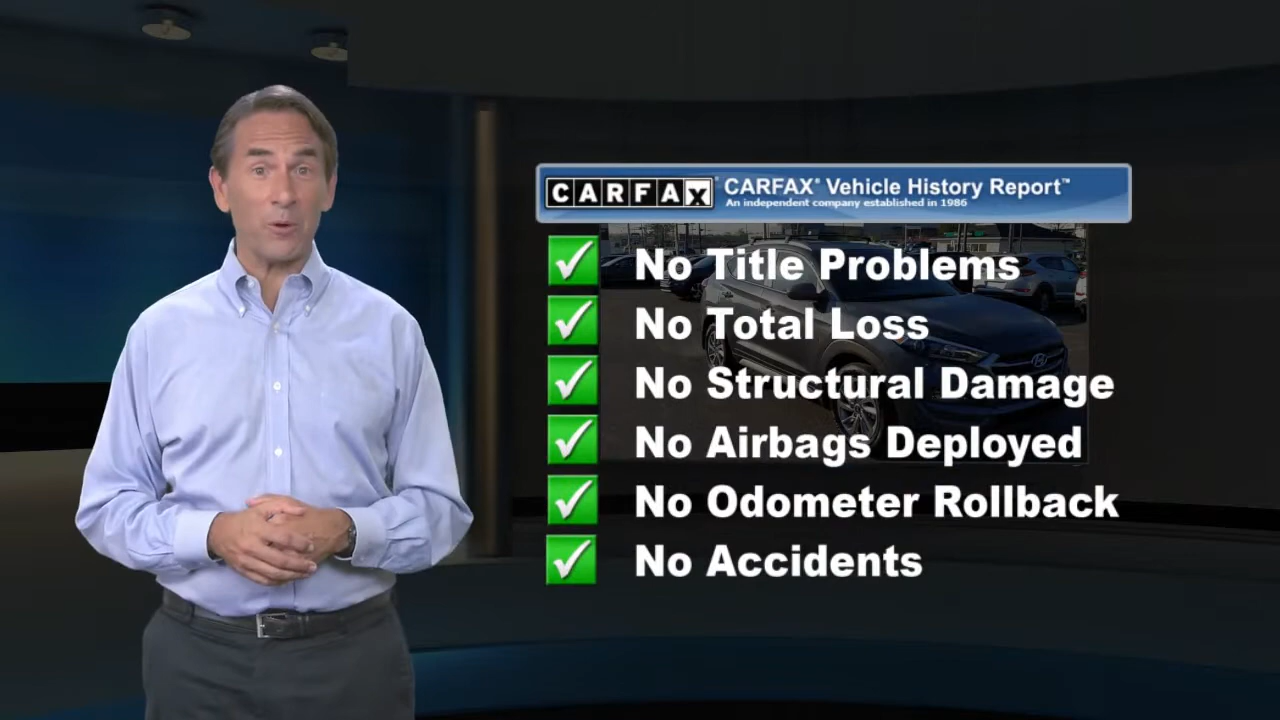 CARFAX
CARFAX® Vehicle History Report™
An independent company established in 1986
No Title Problems
No Total Loss
No Structural Damage
No Airbags Deployed
No Odometer Rollback
No Accidents